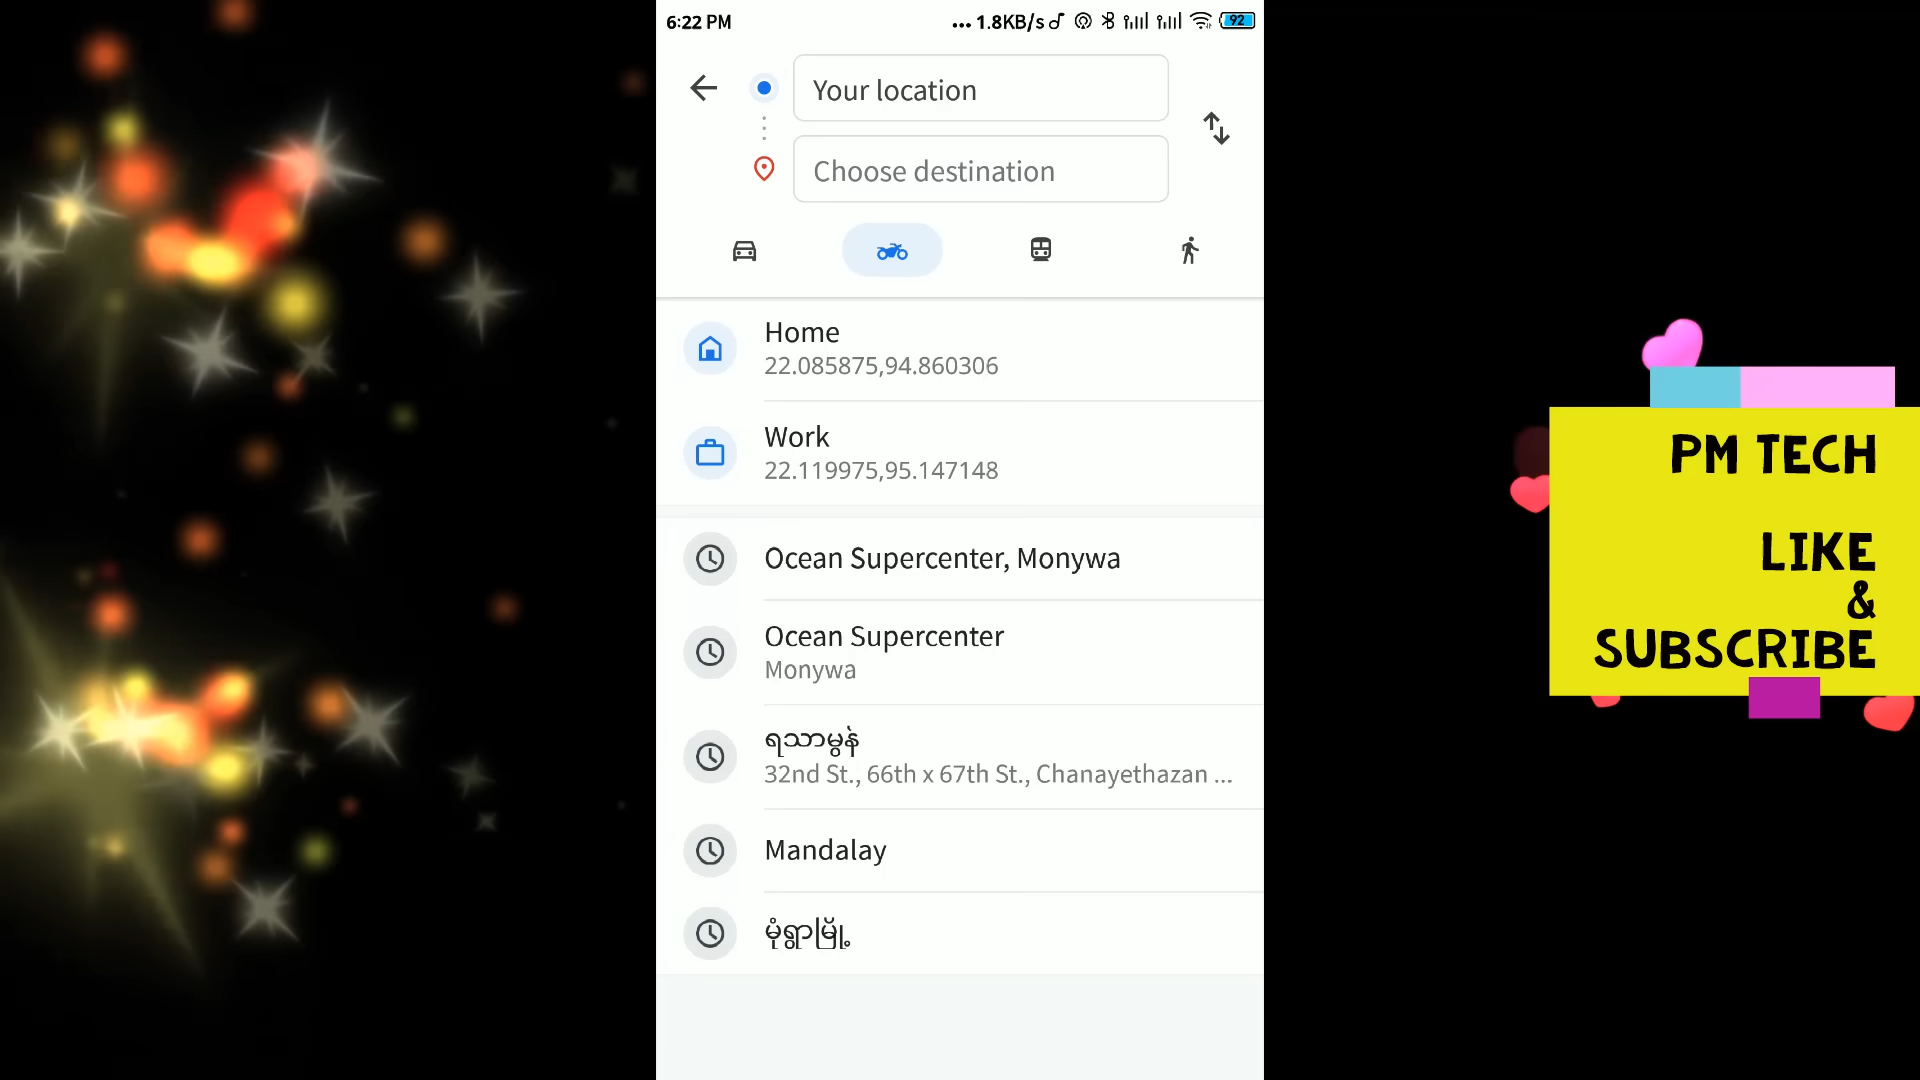 6:22 PM
... 1.8KB/s 92
Your location
Choose destination
Home
22.085875,94.860306
Work
22.119975,95.147148
Ocean Supercenter, Monywa
Ocean Supercenter
Monywa
ရသာမွန်
32nd St., 66th x 67th St., Chanayethazan ...
Mandalay
မုံရွာမြို့
PM TECH
LIKE
&
SUBSCRIBE